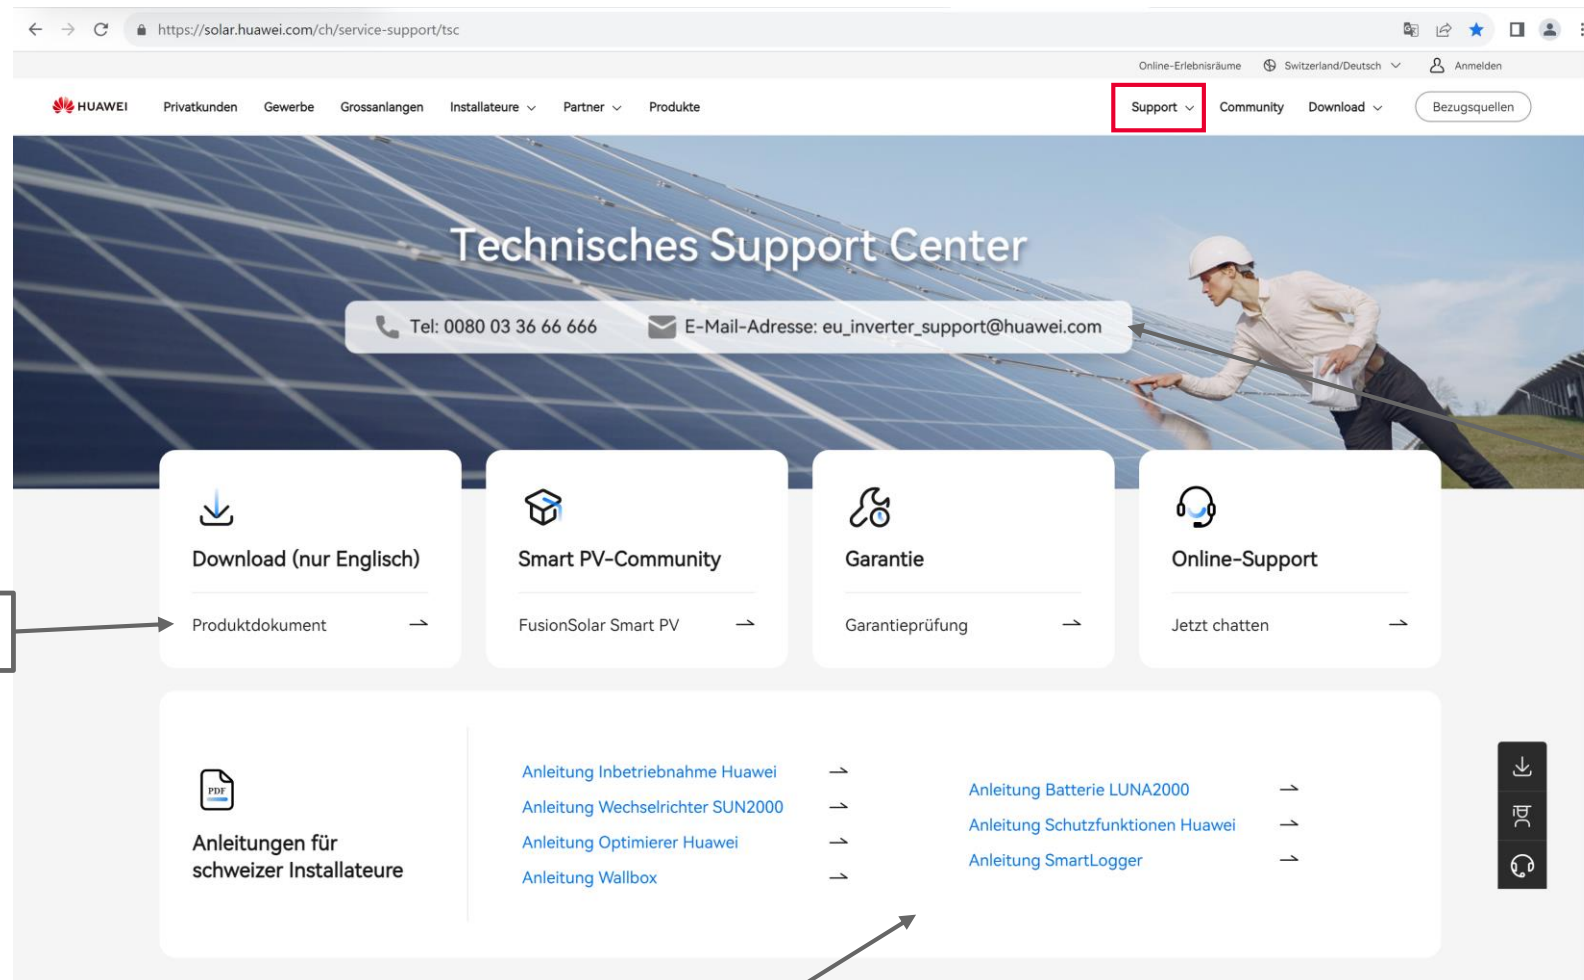 https://solar.huawei.com/ch/service-support/tsc
Online-Erlebnisräume Switzerland/Deutsch Anmelden
HUAWEI Privatkunden Gewerbe Grossanlangen Installateure Partner Produkte Support Community Download Bezugsquellen
Technisches Support Center
Tel: 0080 03 36 66 666 E-Mail-Adresse: eu_inverter_support@huawei.com
Download (nur Englisch)
Produktdokument
Smart PV-Community
FusionSolar Smart PV
Garantie
Garantieprüfung
Online-Support
Jetzt chatten
PDF
Anleitungen für
schweizer Installateure
Anleitung Inbetriebnahme Huawei
Anleitung Wechselrichter SUN2000
Anleitung Optimierer Huawei
Anleitung Wallbox
Anleitung Batterie LUNA2000
Anleitung Schutzfunktionen Huawei
Anleitung SmartLogger